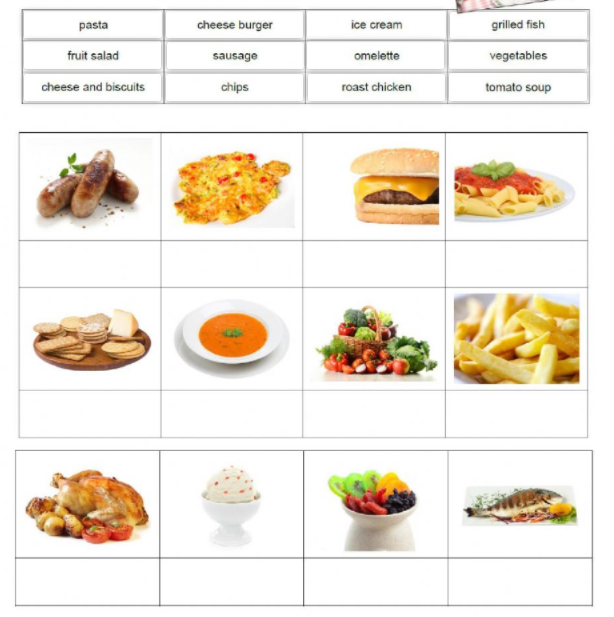 pasta cheese burger ice cream grilled fish
fruit salad sausage omelette vegetables
cheese and biscuits chips roast chicken tomato soup